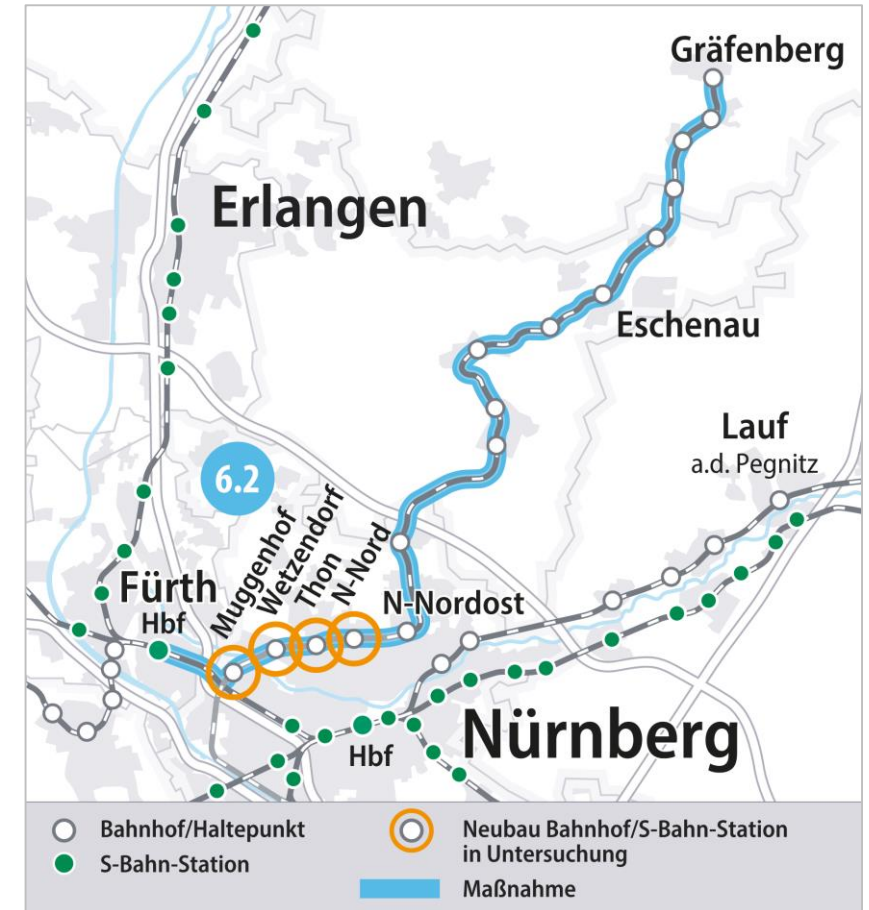 Gräfenberg
Erlangen
Eschenau
Lauf
a.d. Pegnitz
6.2
Muggenhof
Wetzendorf
Thon
N-Nord
N-Nordost
Fürth
Hbf
Nürnberg
Hbf
Bahnhof/Haltepunkt
S-Bahn-Station
Neubau Bahnhof/S-Bahn-Station
in Untersuchung
Maßnahme